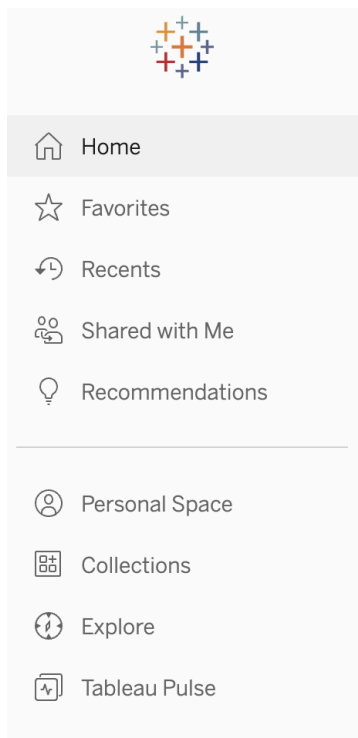 Home
Favorites
Recents
Shared with Me
Recommendations
Personal Space
Collections
Explore
Tableau Pulse